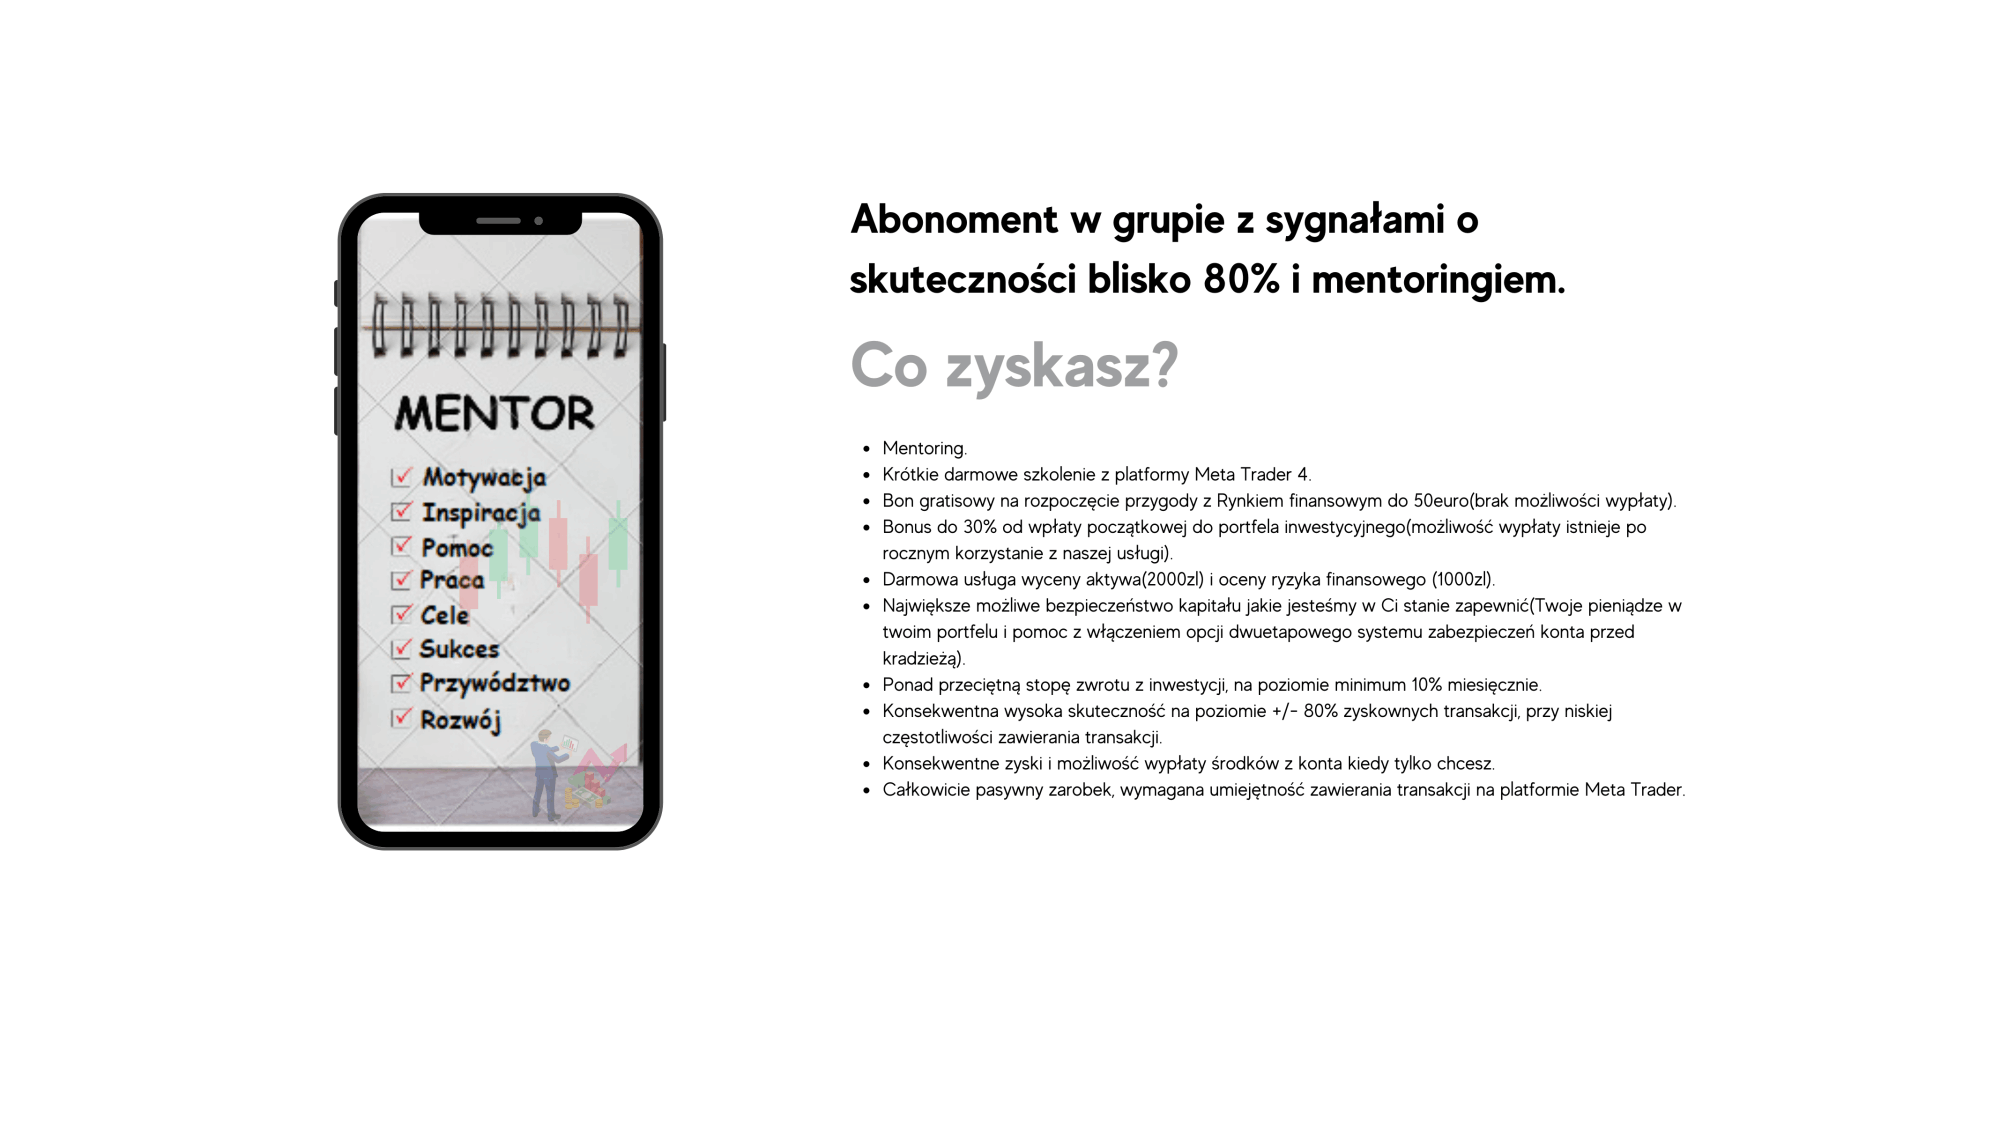 MENTOR
Motywacja
Inspiracja
Pomoc
Praca
Cele
Sukces
Przywództwo
Rozwój
Abonoment w grupie z sygnałami o
skuteczności blisko 80% i mentoringiem.
Co zyskasz?
Mentoring.
Krótkie darmowe szkolenie z platformy Meta Trader 4.
Bon gratisowy na rozpoczęcie przygody z Rynkiem finansowym do 50euro(brak możliwości wypłaty).
Bonus do 30% od wpłaty początkowej do portfela inwestycyjnego(możliwość wypłaty istnieje po
rocznym korzystanie z naszej usługi).
Darmowa usługa wyceny aktywa(2000zl) i oceny ryzyka finansowego (1000zl).
Największe możliwe bezpieczeństwo kapitału jakie jesteśmy w Ci stanie zapewnić(Twoje pieniądze w
twoim portfelu i pomoc z włączeniem opcji dwuetapowego systemu zabezpieczeń konta przed
kradzieżą).
Ponad przeciętną stopę zwrotu z inwestycji, na poziomie minimum 10% miesięcznie.
Konsekwentna wysoka skuteczność na poziomie +/- 80% zyskownych transakcji, przy niskiej
częstotliwości zawierania transakcji.
Konsekwentne zyski i możliwość wypłaty środków z konta kiedy tylko chcesz.
Całkowicie pasywny zarobek, wymagana umiejętność zawierania transakcji na platformie Meta Trader.